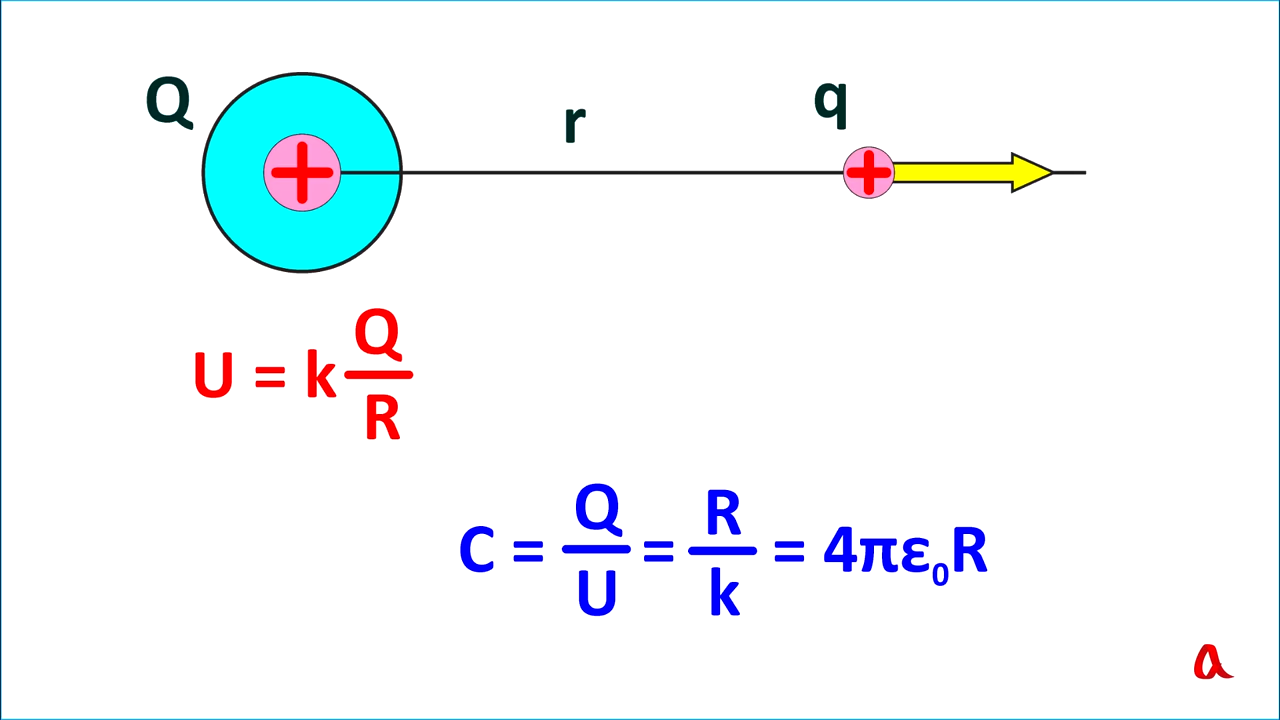 Q r q
U = k Q/R
C = Q/U = R/k = 4πε₀R
a